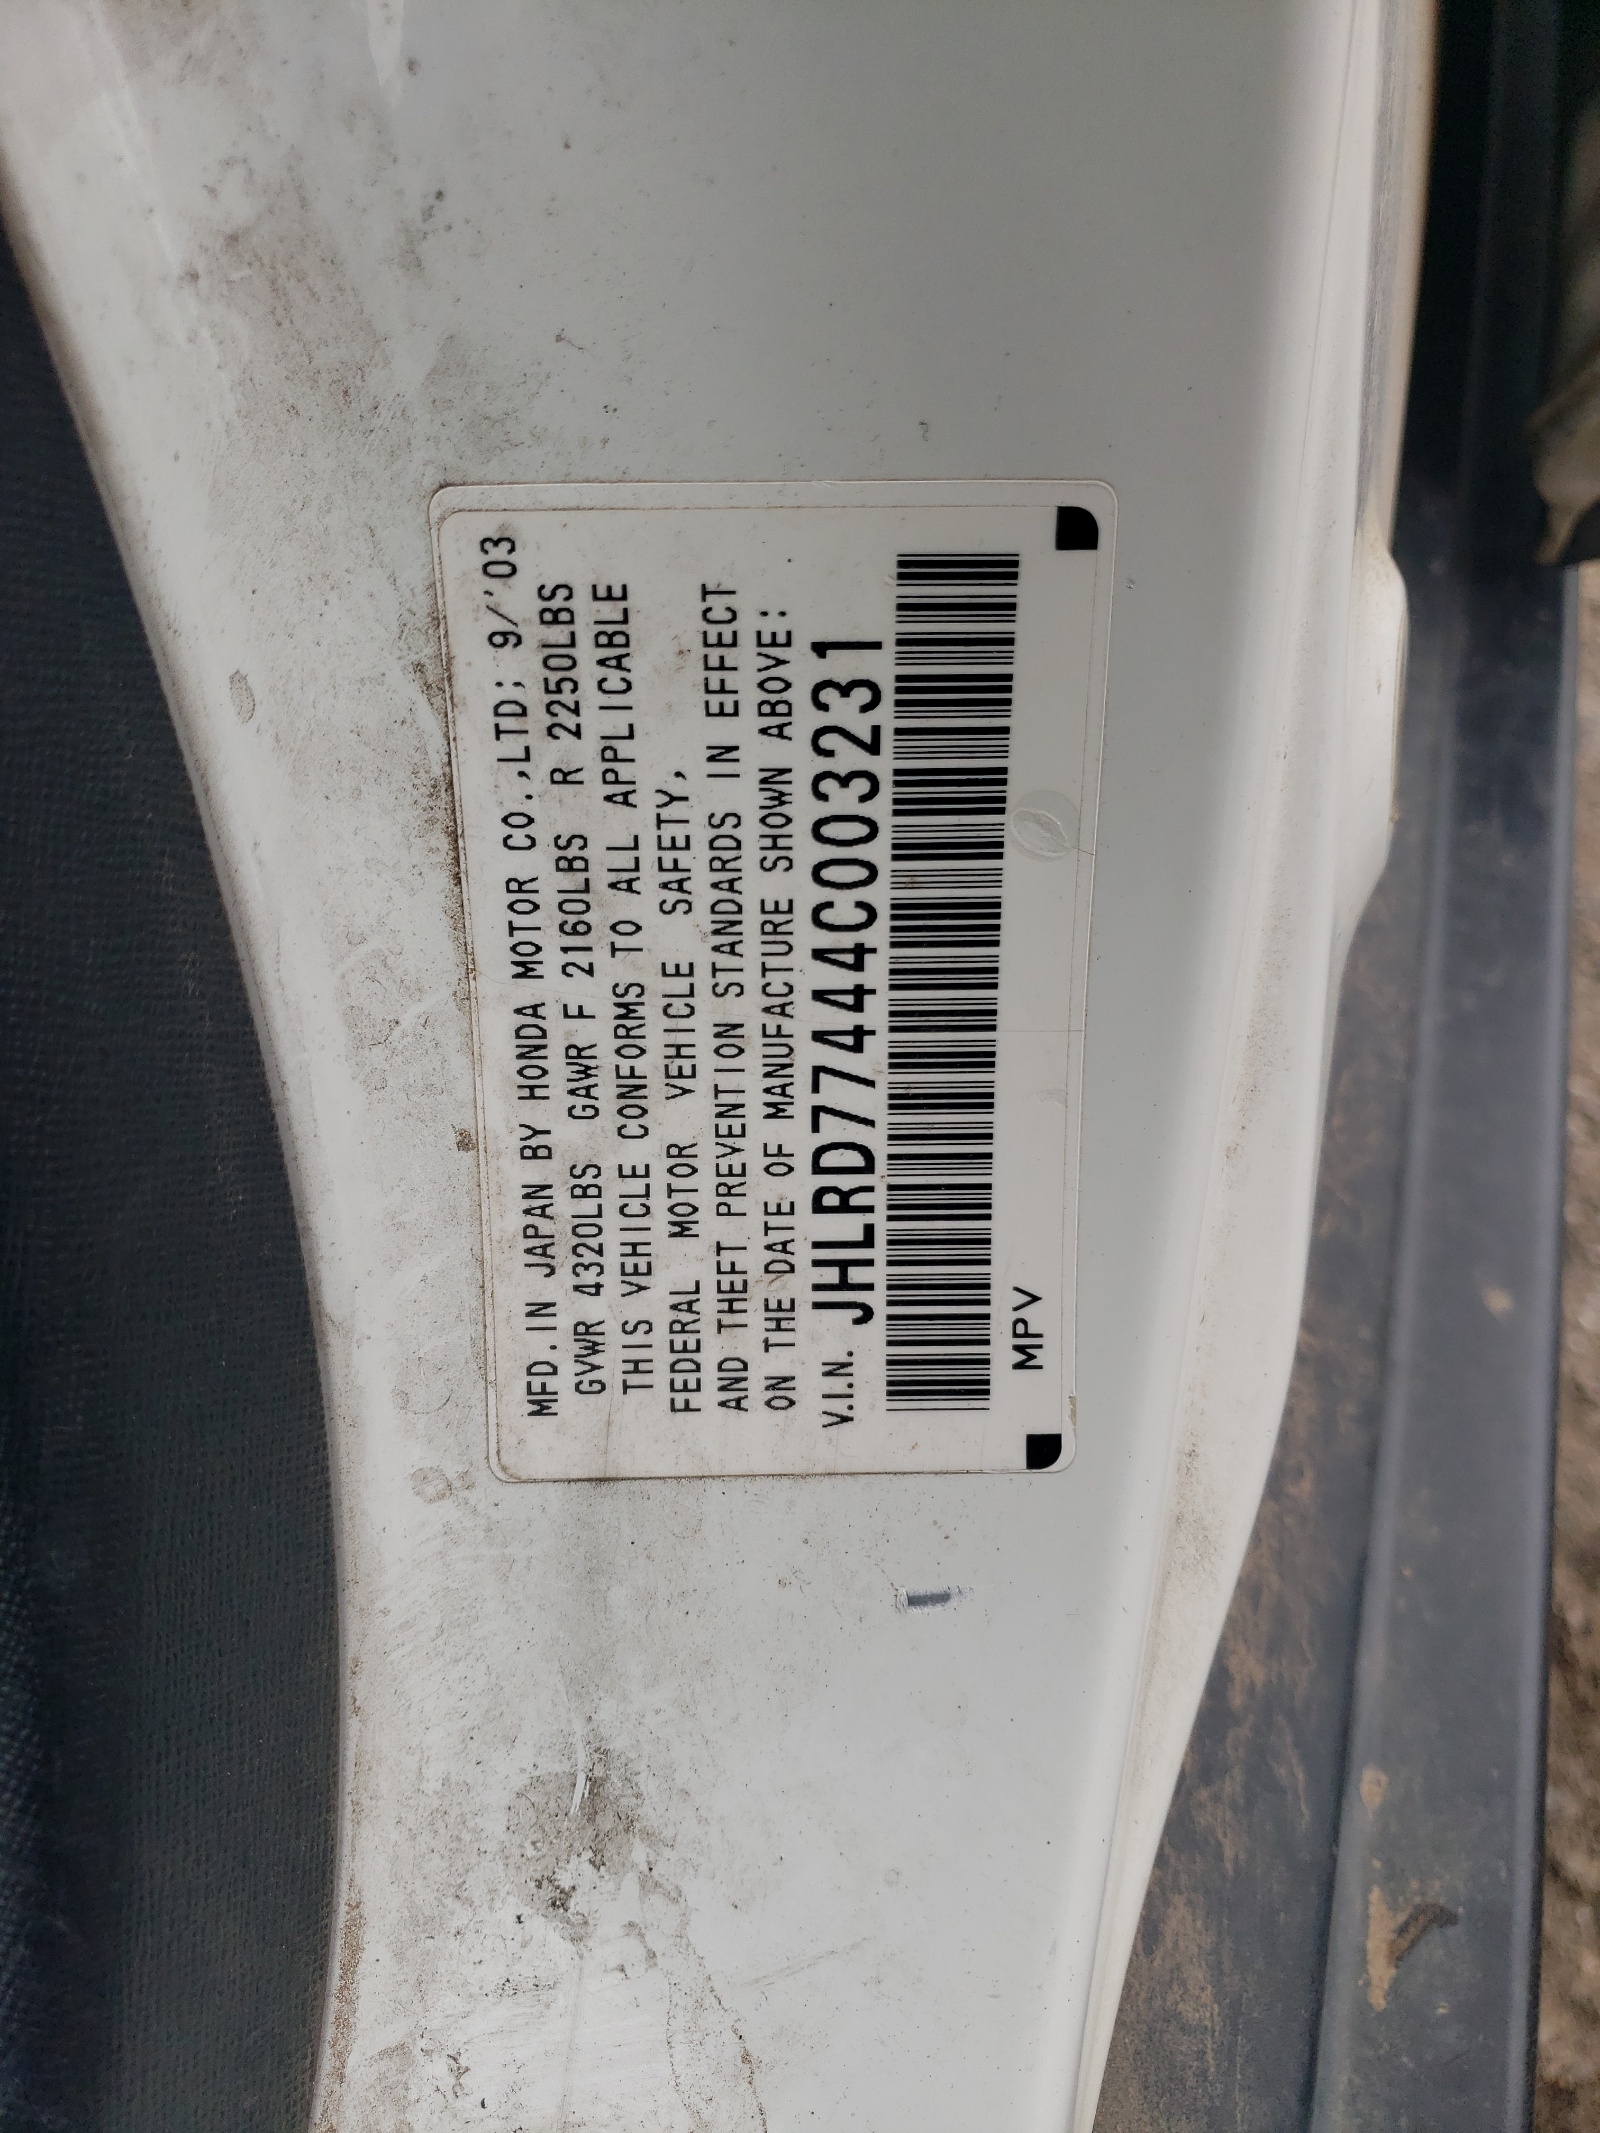 MFD.IN JAPAN BY HONDA MOTOR CO.,LTD; 9/'03
GVWR 4320LBS GAWR F 2160LBS R 2250LBS
THIS VEHICLE CONFORMS TO ALL APPLICABLE
FEDERAL MOTOR VEHICLE SAFETY,
AND THEFT PREVENTION STANDARDS IN EFFECT
ON THE DATE OF MANUFACTURE SHOWN ABOVE:
V.I.N. JHLRD77444C003231
MPV